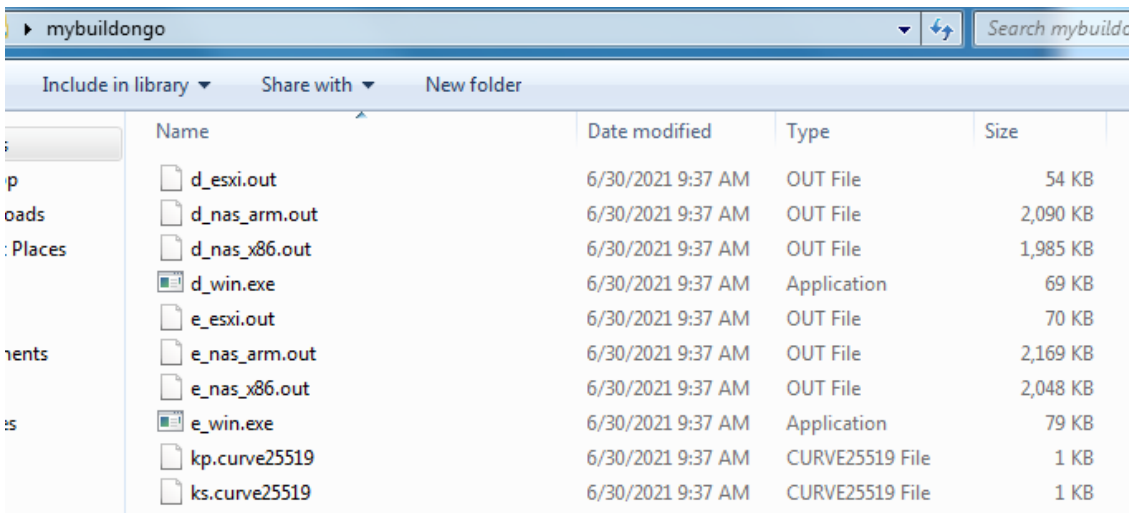 mybuildongo Search mybuildo
Include in library Share with New folder
Name Date modified Type Size
d_esxi.out 6/30/2021 9:37 AM OUT File 54 KB
oads d_nas_arm.out 6/30/2021 9:37 AM OUT File 2,090 KB
Places d_nas_x86.out 6/30/2021 9:37 AM OUT File 1,985 KB
d_win.exe 6/30/2021 9:37 AM Application 69 KB
e_esxi.out 6/30/2021 9:37 AM OUT File 70 KB
nents e_nas_arm.out 6/30/2021 9:37 AM OUT File 2,169 KB
e_nas_x86.out 6/30/2021 9:37 AM OUT File 2,048 KB
es e_win.exe 6/30/2021 9:37 AM Application 79 KB
kp.curve25519 6/30/2021 9:37 AM CURVE25519 File 1 KB
ks.curve25519 6/30/2021 9:37 AM CURVE25519 File 1 KB